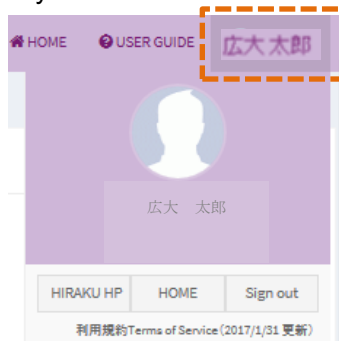 HOME USER GUIDE 広大 太郎
広大 太郎
HIRAKU HP HOME Sign out
利用規約Terms of Service(2017/1/31 更新)